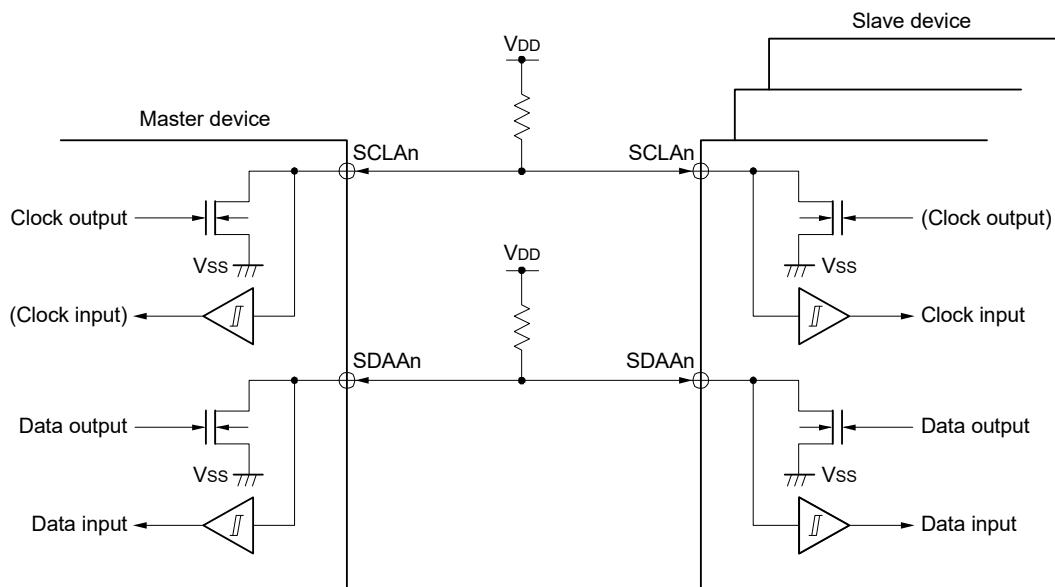 Slave device
VDD
Master device
SCLAn SCLAn
Clock output (Clock output)
VSS VSS
VDD
(Clock input) Clock input
SDAAn SDAAn
Data output Data output
VSS VSS
Data input Data input